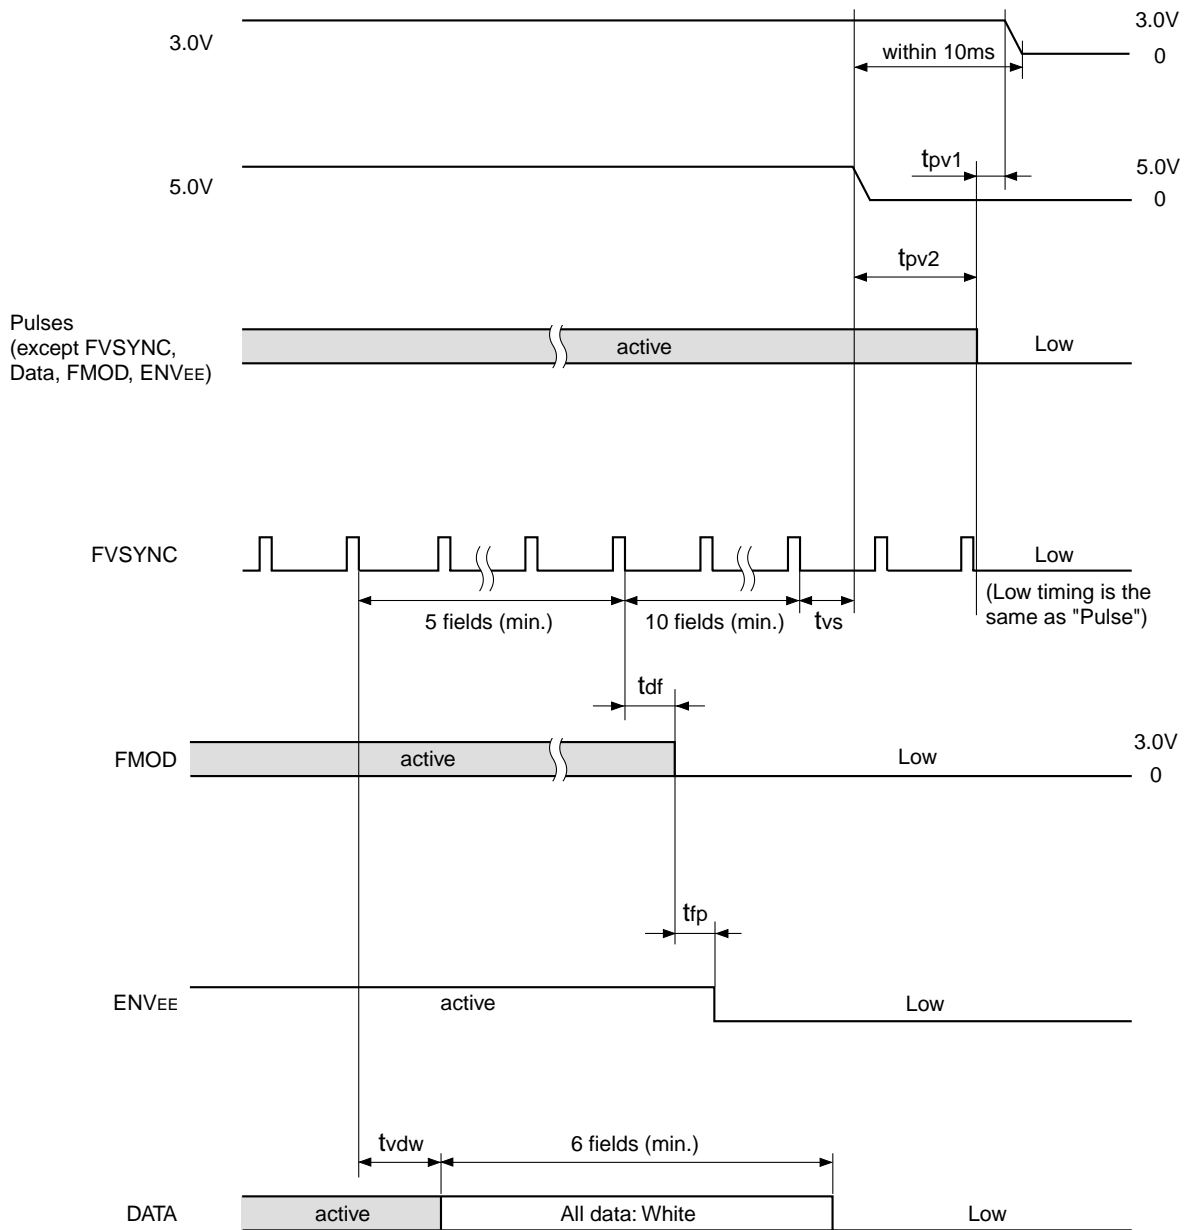 3.0V
3.0V
within 10ms
0
tpv1
5.0V
5.0V
0
tpv2
Pulses
(except FVSYNC,
Data, FMOD, ENVEE)
active
Low
FVSYNC
Low
5 fields (min.)
10 fields (min.)
tvs
(Low timing is the
same as "Pulse")
tdf
FMOD
active
Low
3.0V
0
tfp
ENVEE
active
Low
tvdw
6 fields (min.)
DATA
active
All data: White
Low